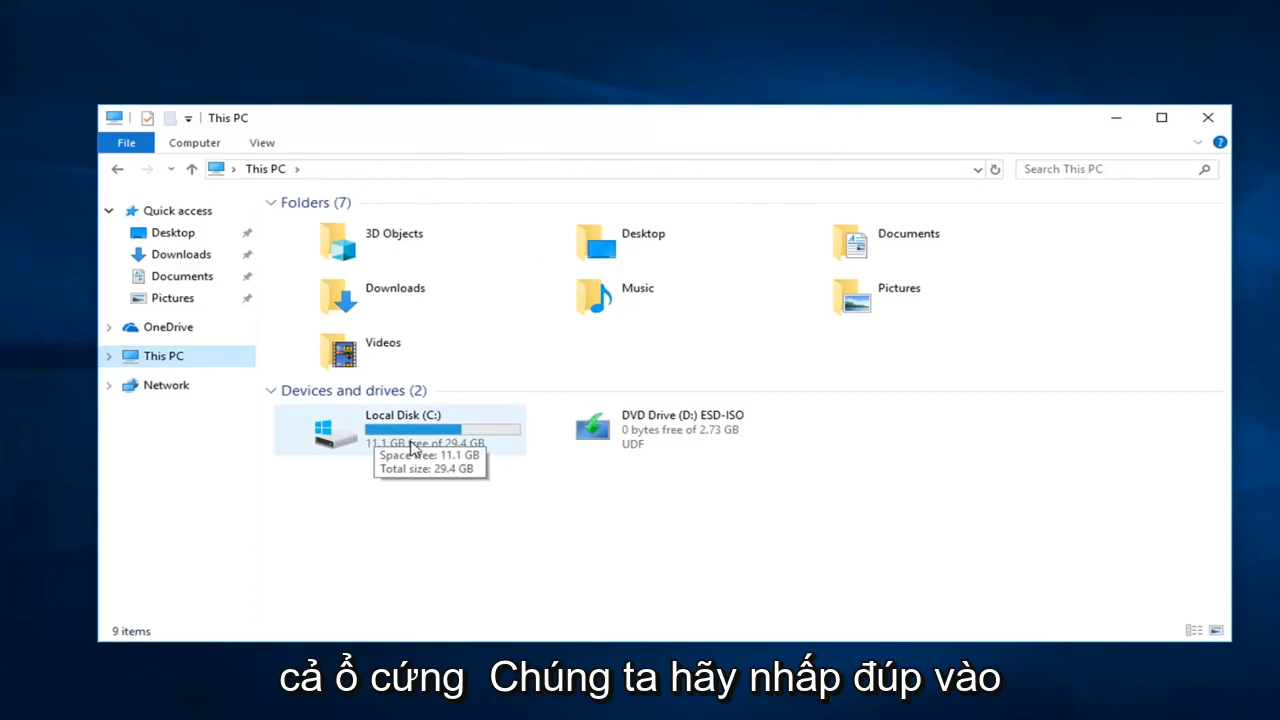 This PC
File
Computer
View
This PC
Search This PC
Quick access
Desktop
Downloads
Documents
Pictures
OneDrive
This PC
Network
Folders (7)
3D Objects
Desktop
Documents
Downloads
Music
Pictures
Videos
Devices and drives (2)
Local Disk (C:)
11.1 GB free of 29.4 GB
Space free: 11.1 GB
Total size: 29.4 GB
DVD Drive (D:) ESD-ISO
0 bytes free of 2.73 GB
UDF
9 items
cả ổ cứng Chúng ta hãy nhấp đúp vào